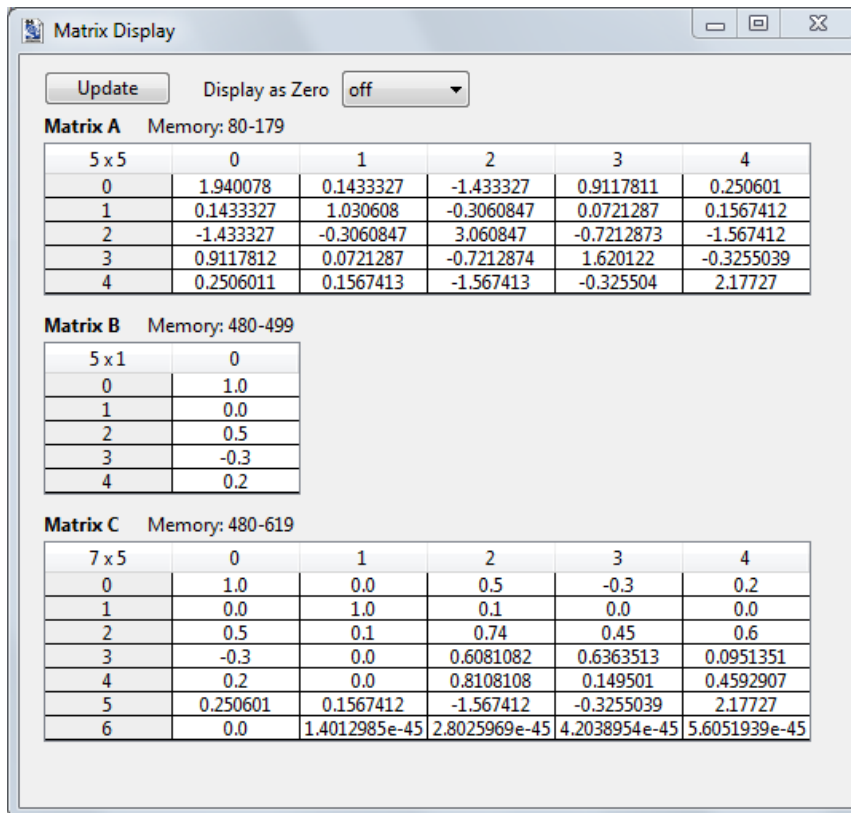 Matrix Display
Update Display as Zero off
Matrix A Memory: 80-179
5 x 5 0 1 2 3 4
0 1.940078 0.1433327 -1.433327 0.9117811 0.250601
1 0.1433327 1.030608 -0.3060847 0.0721287 0.1567412
2 -1.433327 -0.3060847 3.060847 -0.7212873 -1.567412
3 0.9117812 0.0721287 -0.7212874 1.620122 -0.3255039
4 0.2506011 0.1567413 -1.567413 -0.325504 2.17727
Matrix B Memory: 480-499
5 x 1 0
0 1.0
1 0.0
2 0.5
3 -0.3
4 0.2
Matrix C Memory: 480-619
7 x 5 0 1 2 3 4
0 1.0 0.0 0.5 -0.3 0.2
1 0.0 1.0 0.1 0.0 0.0
2 0.5 0.1 0.74 0.45 0.6
3 -0.3 0.0 0.6081082 0.6363513 0.0951351
4 0.2 0.0 0.8108108 0.149501 0.4592907
5 0.250601 0.1567412 -1.567412 -0.3255039 2.17727
6 0.0 1.4012985e-45 2.8025969e-45 4.2038954e-45 5.6051939e-45